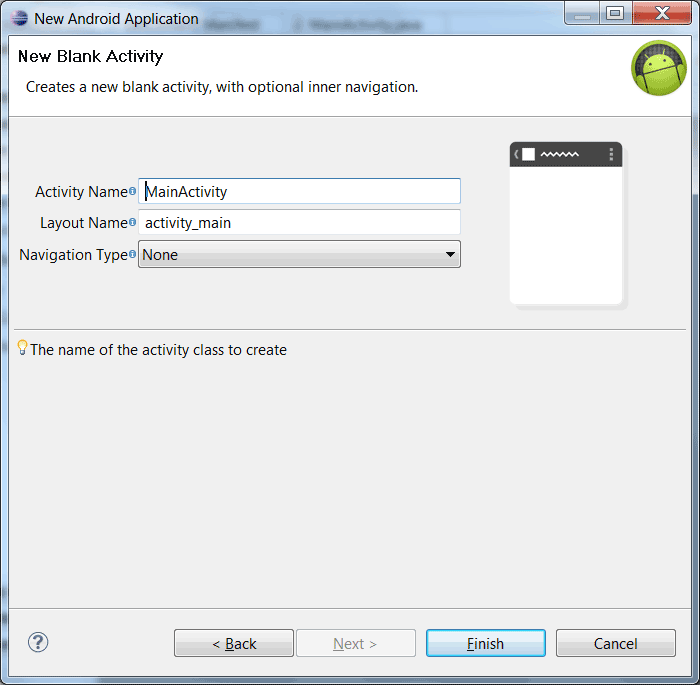 New Android Application
New Blank Activity
Creates a new blank activity, with optional inner navigation.
Activity Name MainActivity
Layout Name activity_main
Navigation Type None
The name of the activity class to create
? < Back Next > Finish Cancel